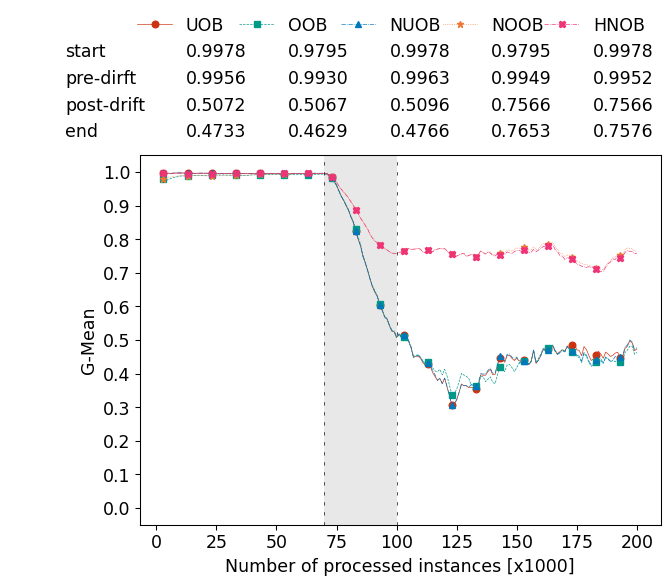 UOB OOB NUOB NOOB HNOB
start 0.9978 0.9795 0.9978 0.9795 0.9978
pre-dirft 0.9956 0.9930 0.9963 0.9949 0.9952
post-drift 0.5072 0.5067 0.5096 0.7566 0.7566
end 0.4733 0.4629 0.4766 0.7653 0.7576
1.0
0.9
0.8
0.7
0.6
0.5
0.4
0.3
0.2
0.1
0.0
G-Mean
0 25 50 75 100 125 150 175 200
Number of processed instances [x1000]